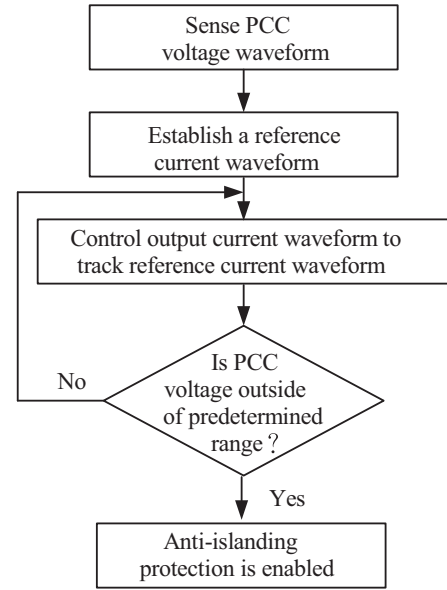 Sense PCC
voltage waveform
Establish a reference
current waveform
Control output current waveform to
track reference current waveform
Is PCC
voltage outside
of predetermined
range？
No
Yes
Anti-islanding
protection is enabled